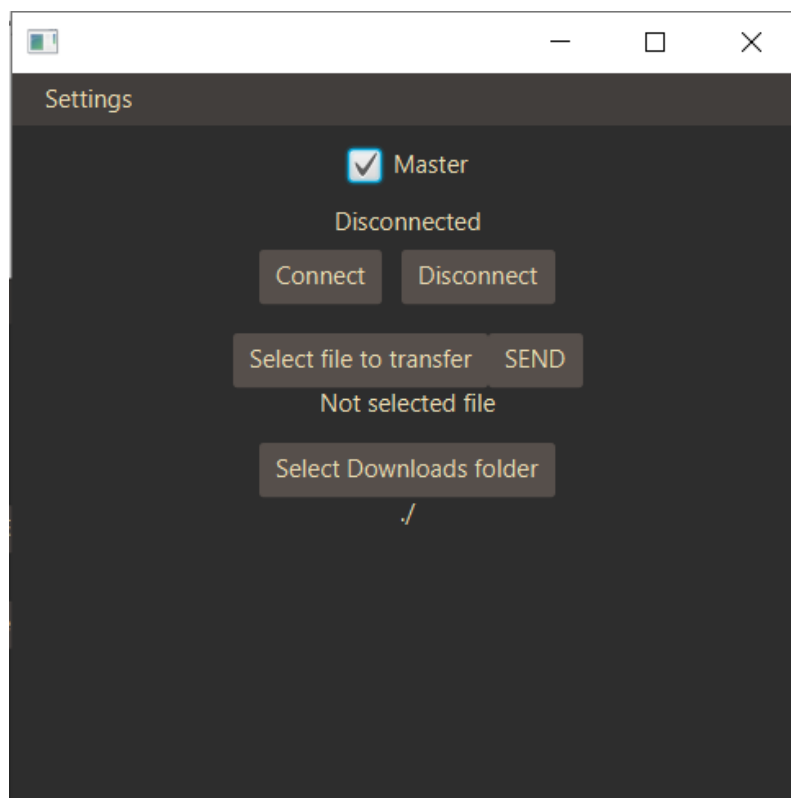 Settings
Master
Disconnected
Connect Disconnect
Select file to transfer SEND
Not selected file
Select Downloads folder
./